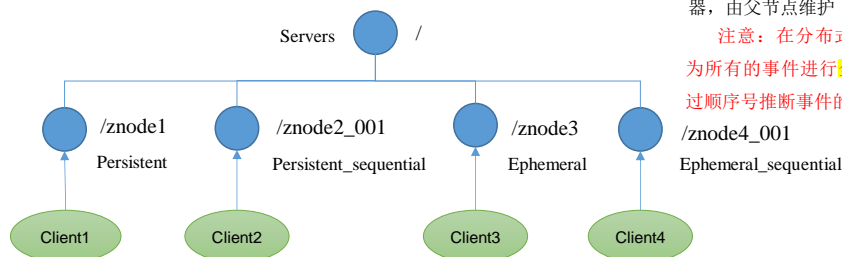 器，由父节点维护
注意：在分布式
为所有的事件进行
过顺序号推断事件的
Servers
/
/znode1
Persistent
/znode2_001
Persistent_sequential
/znode3
Ephemeral
/znode4_001
Ephemeral_sequential
Client1
Client2
Client3
Client4